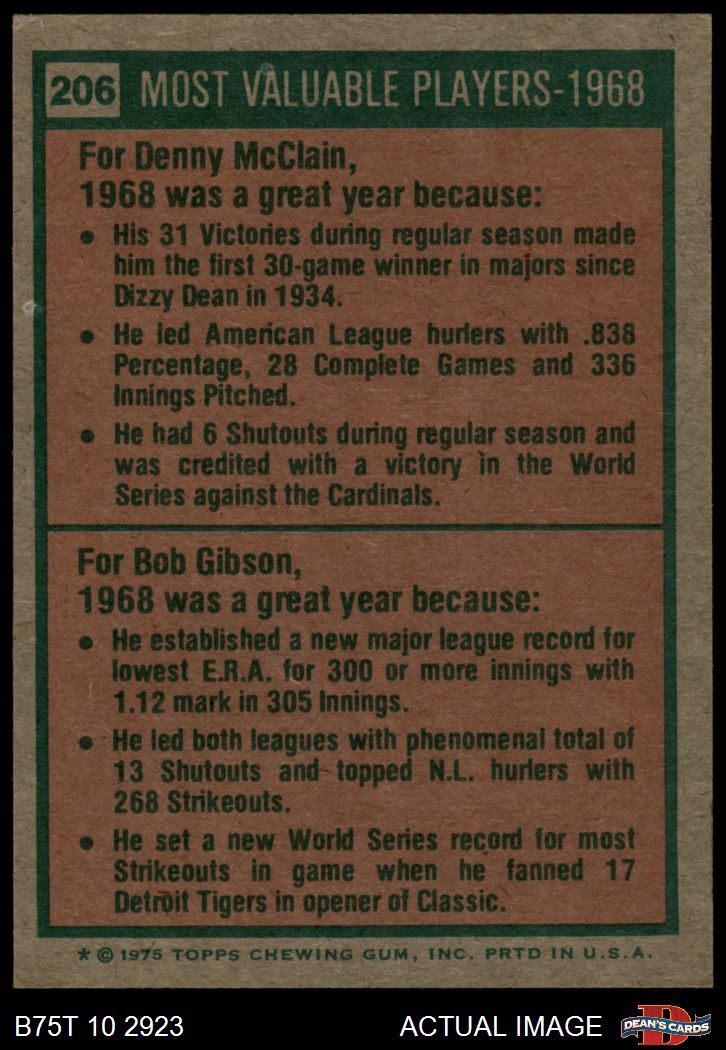 206 MOST VALUABLE PLAYERS-1968
For Denny McClain,
1968 was a great year because:
• His 31 Victories during regular season made
him the first 30-game winner in majors since
Dizzy Dean in 1934.
• He led American League hurlers with .838
Percentage, 28 Complete Games and 336
Innings Pitched.
• He had 6 Shutouts during regular season and
was credited with a victory in the World
Series against the Cardinals.
For Bob Gibson,
1968 was a great year because:
• He established a new major league record for
lowest E.R.A. for 300 or more innings with
1.12 mark in 305 Innings.
• He led both leagues with phenomenal total of
13 Shutouts and topped N.L. hurlers with
268 Strikeouts.
• He set a new World Series record for most
Strikeouts in game when he fanned 17
Detroit Tigers in opener of Classic.
* © 1975 TOPPS CHEWING GUM, INC. PRTD IN U.S.A.
B75T 10 2923 ACTUAL IMAGE
D
DEAN'S CARDS